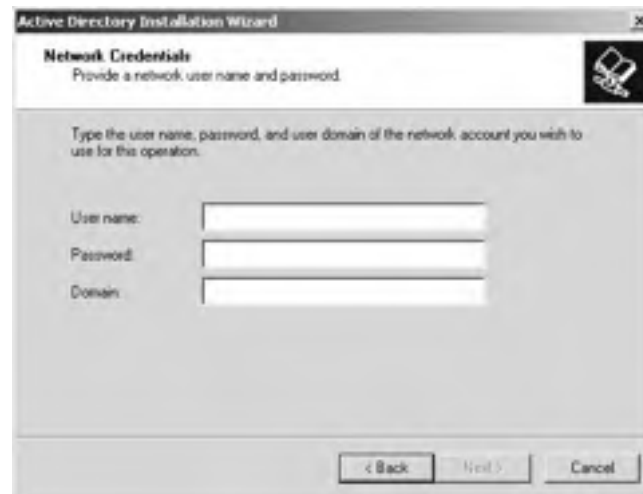 Active Directory Installation Wizard
Network Credentials
Provide a network user name and password.
Type the user name, password, and user domain of the network account you wish to
use for this operation.
User name:
Password:
Domain:
< Back
Next >
Cancel